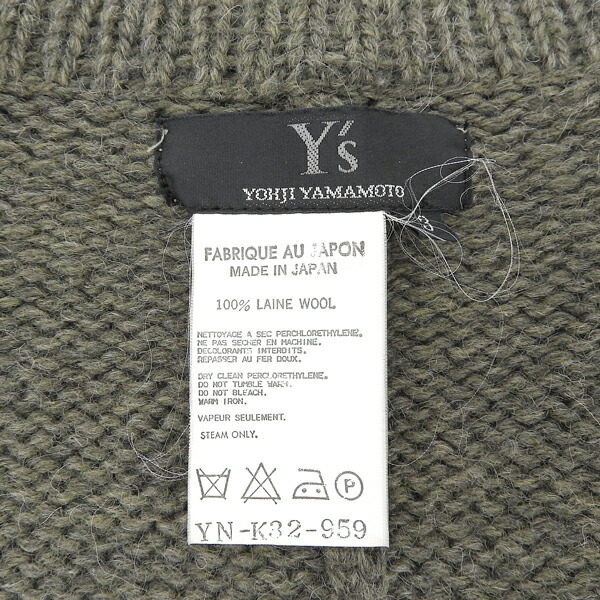 Y's
YOHJI YAMAMOTO
3
FABRIQUE AU JAPON
MADE IN JAPAN
100% LAINE WOOL
NETTOYAGE A SEC PERCHLORETHYLENE.
NE PAS SECHER EN MACHINE.
DECOLORANTS INTERDITS.
REPASSER AU FER DOUX.
DRY CLEAN PERCLORETHYLENE.
DO NOT TUMBLE WARM.
DO NOT BLEACH.
WARM IRON.
VAPEUR SEULEMENT.
STEAM ONLY.
P
YN-K32-959